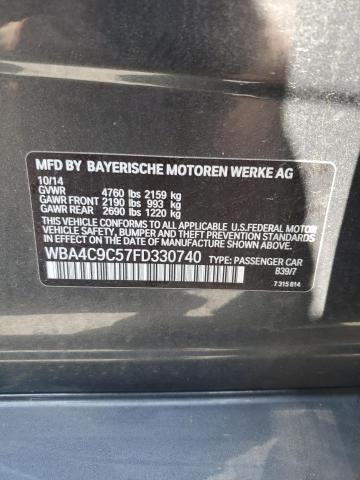 MFD BY BAYERISCHE MOTOREN WERKE AG
10/14
GVWR 4760 lbs 2159 kg
GAWR FRONT 2190 lbs 993 kg
GAWR REAR 2690 lbs 1220 kg
THIS VEHICLE CONFORMS TO ALL APPLICABLE U.S. FEDERAL MOTOR
VEHICLE SAFETY, BUMPER, AND THEFT PREVENTION STANDARDS
IN EFFECT ON THE DATE OF MANUFACTURE SHOWN ABOVE.
WBA4C9C57FD330740 TYPE: PASSENGER CAR
B39/7
7 315 814